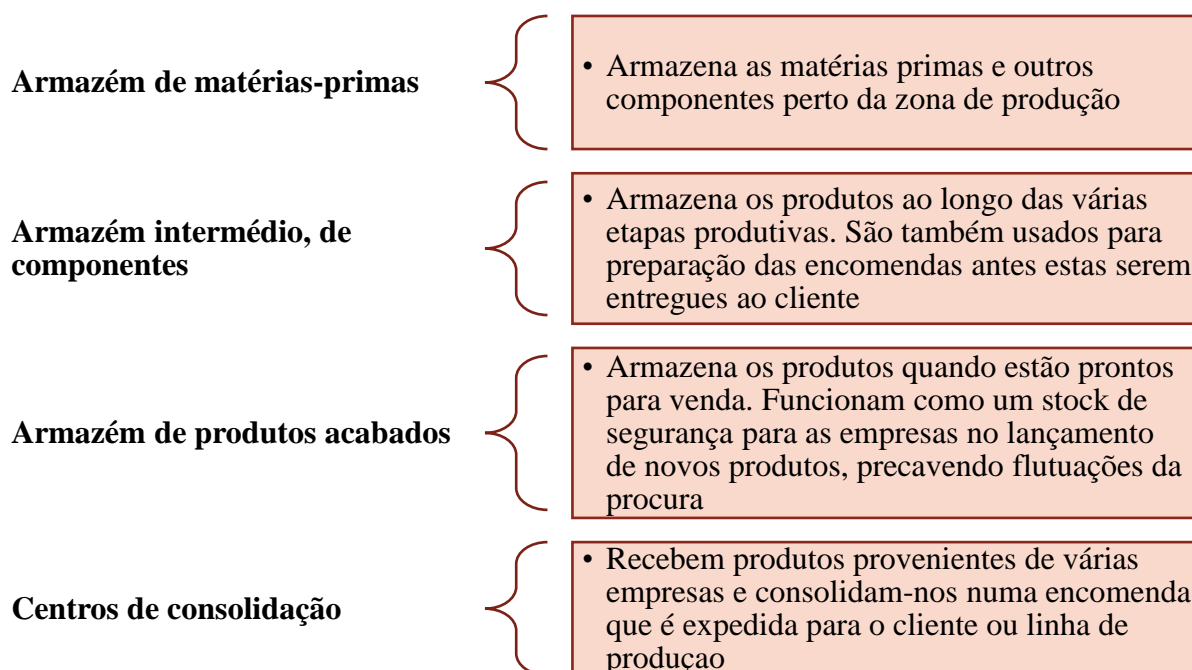 Armazém de matérias-primas
• Armazena as matérias primas e outros
componentes perto da zona de produção
Armazém intermédio, de
componentes
• Armazena os produtos ao longo das várias
etapas produtivas. São também usados para
preparação das encomendas antes estas serem
entregues ao cliente
Armazém de produtos acabados
• Armazena os produtos quando estão prontos
para venda. Funcionam como um stock de
segurança para as empresas no lançamento
de novos produtos, precavendo flutuações da
procura
Centros de consolidação
• Recebem produtos provenientes de várias
empresas e consolidam-nos numa encomenda
que é expedida para o cliente ou linha de
produçao